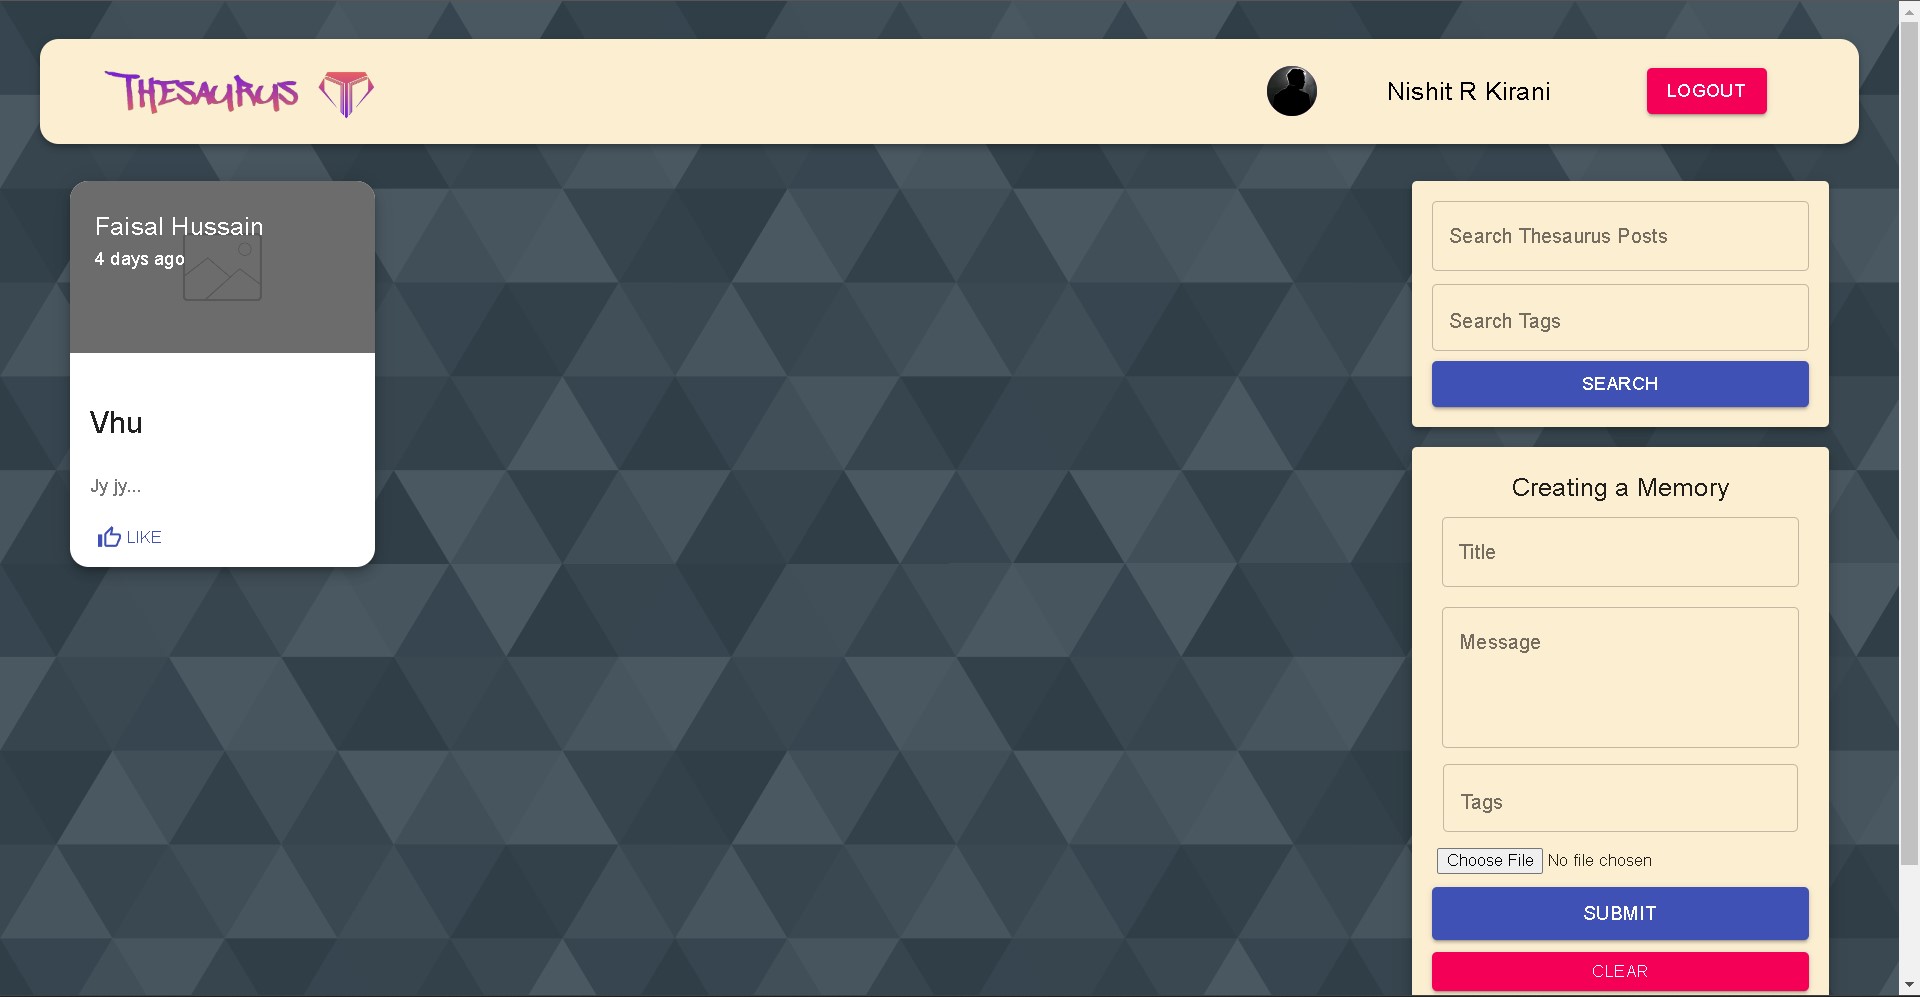 THESAURUS
Nishit R Kirani
LOGOUT
Faisal Hussain
4 days ago
Vhu
Jy jy...
LIKE
Search Thesaurus Posts
Search Tags
SEARCH
Creating a Memory
Title
Message
Tags
Choose File No file chosen
SUBMIT
CLEAR